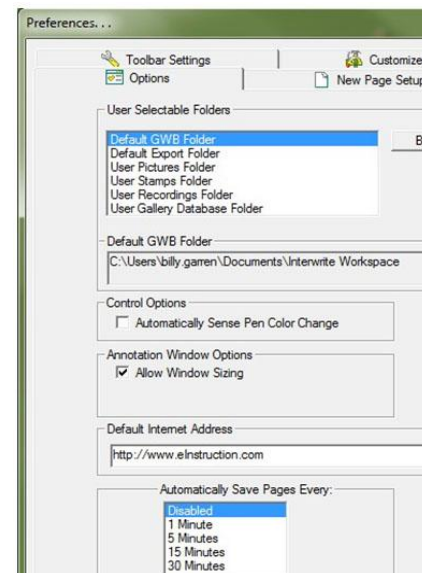 Preferences. . .
Toolbar Settings
Customize
Options
New Page Setup
User Selectable Folders
Default GWB Folder
Default Export Folder
User Pictures Folder
User Stamps Folder
User Recordings Folder
User Gallery Database Folder
B
Default GWB Folder
C:\Users\billy.garren\Documents\Interwrite Workspace
Control Options
Automatically Sense Pen Color Change
Annotation Window Options
Allow Window Sizing
Default Internet Address
http://www.eInstruction.com
Automatically Save Pages Every:
Disabled
1 Minute
5 Minutes
15 Minutes
30 Minutes